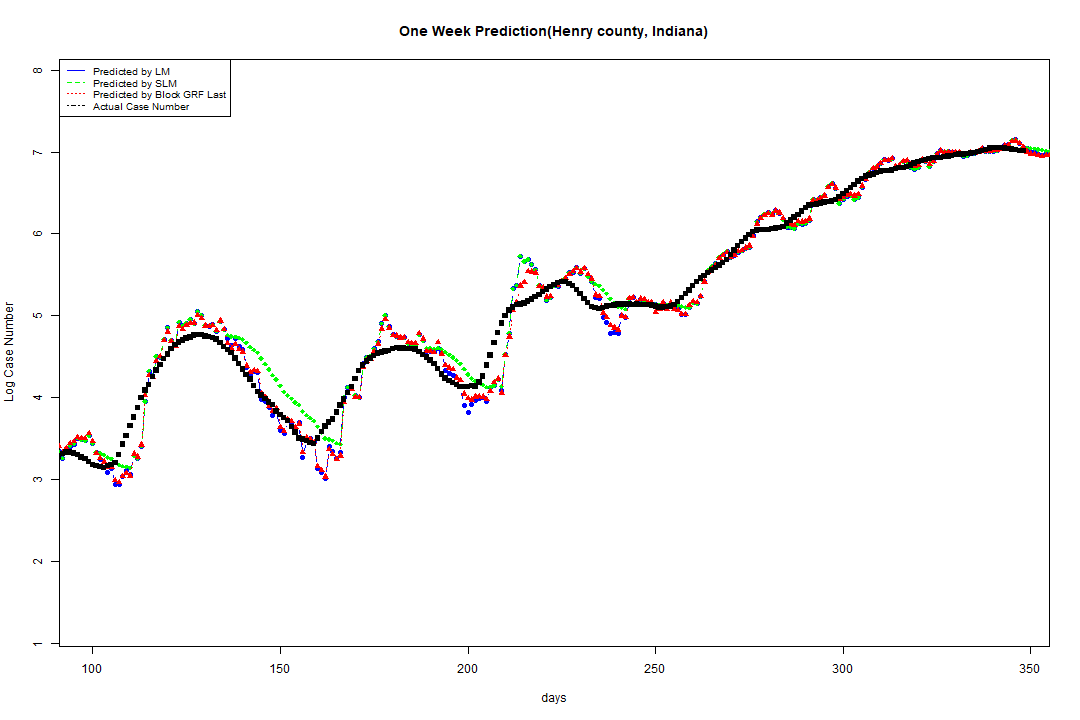 One Week Prediction(Henry county, Indiana)
Predicted by LM
Predicted by SLM
Predicted by Block GRF Last
Actual Case Number
8
7
6
5
4
3
2
1
Log Case Number
100 150 200 250 300 350
days